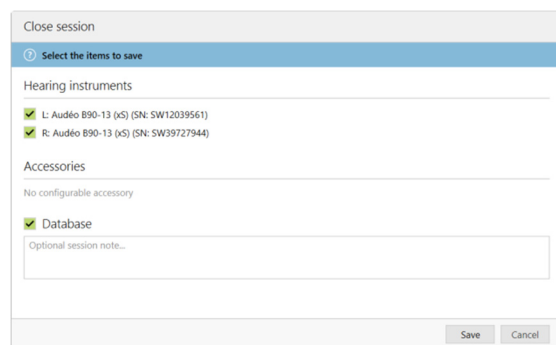 Close session
Select the items to save
Hearing instruments
L: Audéo B90-13 (xS) (SN: SW12039561)
R: Audéo B90-13 (xS) (SN: SW39727944)
Accessories
No configurable accessory
Database
Optional session note...
Save Cancel